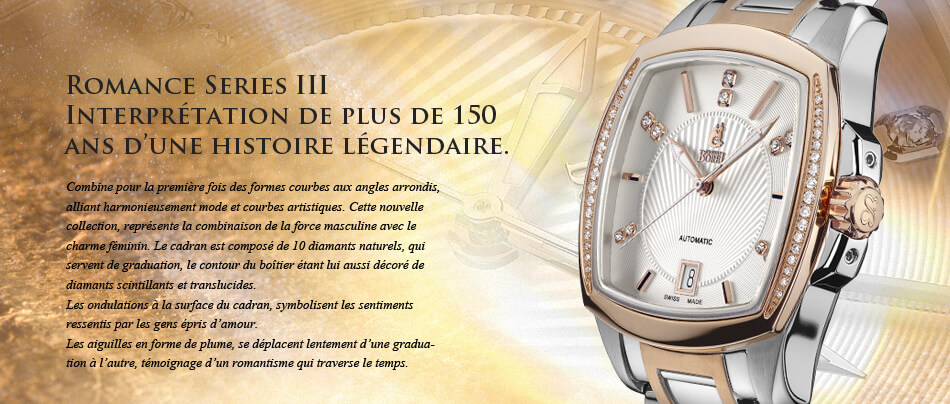 ROMANCE SERIES III
INTERPRÉTATION DE PLUS DE 150
ANS D’UNE HISTOIRE LÉGENDAIRE.
Combine pour la première fois des formes courbes aux angles arrondis,
alliant harmonieusement mode et courbes artistiques. Cette nouvelle
collection, représente la combinaison de la force masculine avec le
charme féminin. Le cadran est composé de 10 diamants naturels, qui
servent de graduation, le contour du boîtier étant lui aussi décoré de
diamants scintillants et translucides.
Les ondulations à la surface du cadran, symbolisent les sentiments
ressentis par les gens épris d’amour.
Les aiguilles en forme de plume, se déplacent lentement d’une gradua-
tion à l’autre, témoignage d’un romantisme qui traverse le temps.
BOREL
AUTOMATIC
8
SWISS MADE